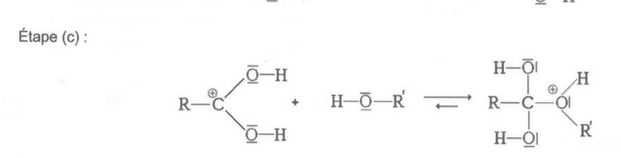 Étape (c) :
H–O̅|
O̅–H H
R–C⊕ + H–O̅–R' ⇌ R–C–O⊕|
O̅–H R'
H–O̅|